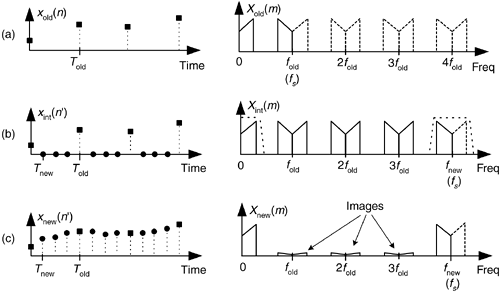 x_old(n)
X_old(m)
(a)
T_old
Time
0
f_old
2f_old
3f_old
4f_old
Freq
(f_s)
x_int(n')
X_int(m)
(b)
T_new
T_old
Time
0
f_old
2f_old
3f_old
f_new
Freq
(f_s)
x_new(n')
X_new(m)
Images
(c)
T_new
T_old
Time
0
f_old
2f_old
3f_old
f_new
Freq
(f_s)